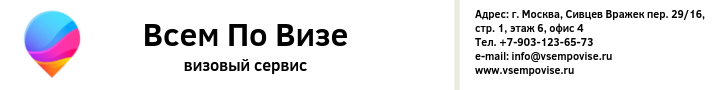 Всем По Визе
визовый сервис
Адрес: г. Москва, Сивцев Вражек пер. 29/16,
стр. 1, этаж 6, офис 4
Тел. +7-903-123-65-73
e-mail: info@vsempovise.ru
www.vsempovise.ru